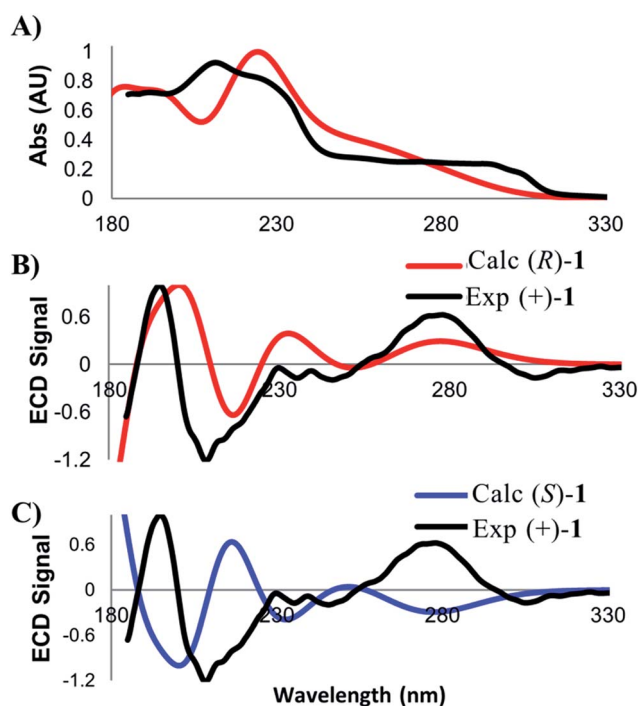 A)
Abs (AU)
1
0.8
0.6
0.4
0.2
0
180 230 280 330
B)
ECD Signal
Calc (R)-1
Exp (+)-1
0.6
0
-0.6
-1.2
180 230 280 330
C)
ECD Signal
Calc (S)-1
Exp (+)-1
0.6
0
-0.6
-1.2
180 230 280 330
Wavelength (nm)